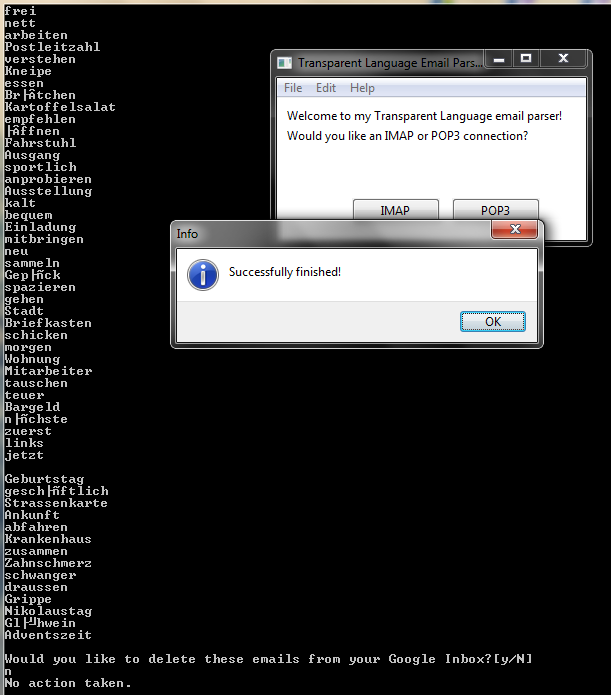 frei
nett
arbeiten
Postleitzahl
verstehen
Kneipe
essen
Br├Âtchen
Kartoffelsalat
empfehlen
├Âffnen
Fahrstuhl
Ausgang
sportlich
anprobieren
Ausstellung
kalt
bequem
Einladung
mitbringen
neu
sammeln
Gep├ñck
spazieren
gehen
Stadt
Briefkasten
schicken
morgen
Wohnung
Mitarbeiter
tauschen
teuer
Bargeld
n├ñchste
zuerst
links
jetzt
Geburtstag
gesch├ñftlich
Strassenkarte
Ankunft
abfahren
Krankenhaus
zusammen
Zahnschmerz
schwanger
draussen
Grippe
Nikolaustag
Gl├╝hwein
Adventszeit
Would you like to delete these emails from your Google Inbox?[y/N]
n
No action taken.
Transparent Language Email Pars...
File Edit Help
Welcome to my Transparent Language email parser!
Would you like an IMAP or POP3 connection?
IMAP POP3
Info
Successfully finished!
OK